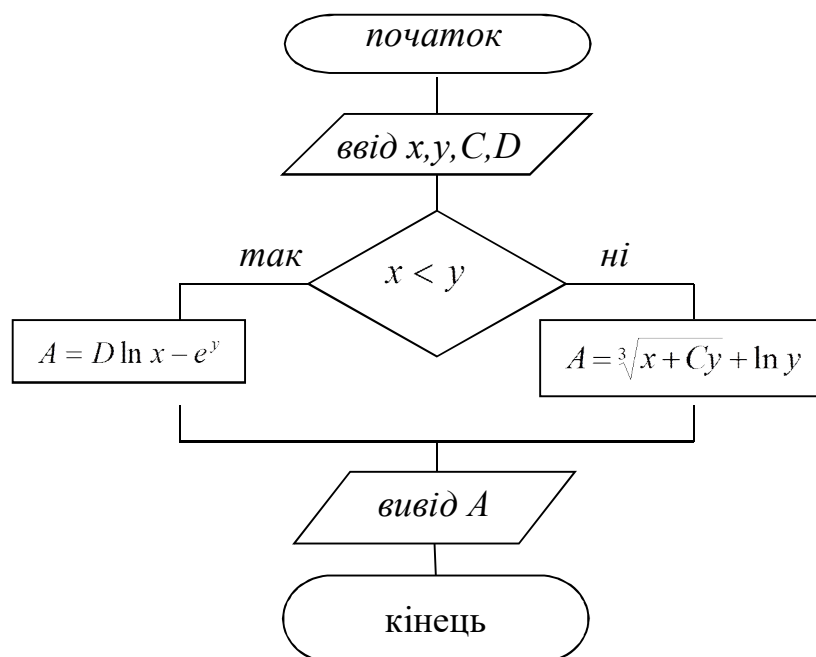 початок
ввід x,y,C,D
так
x < y
ні
A = D ln x − e^y
A = ∛(x + Cy) + ln y
вивід A
кінець